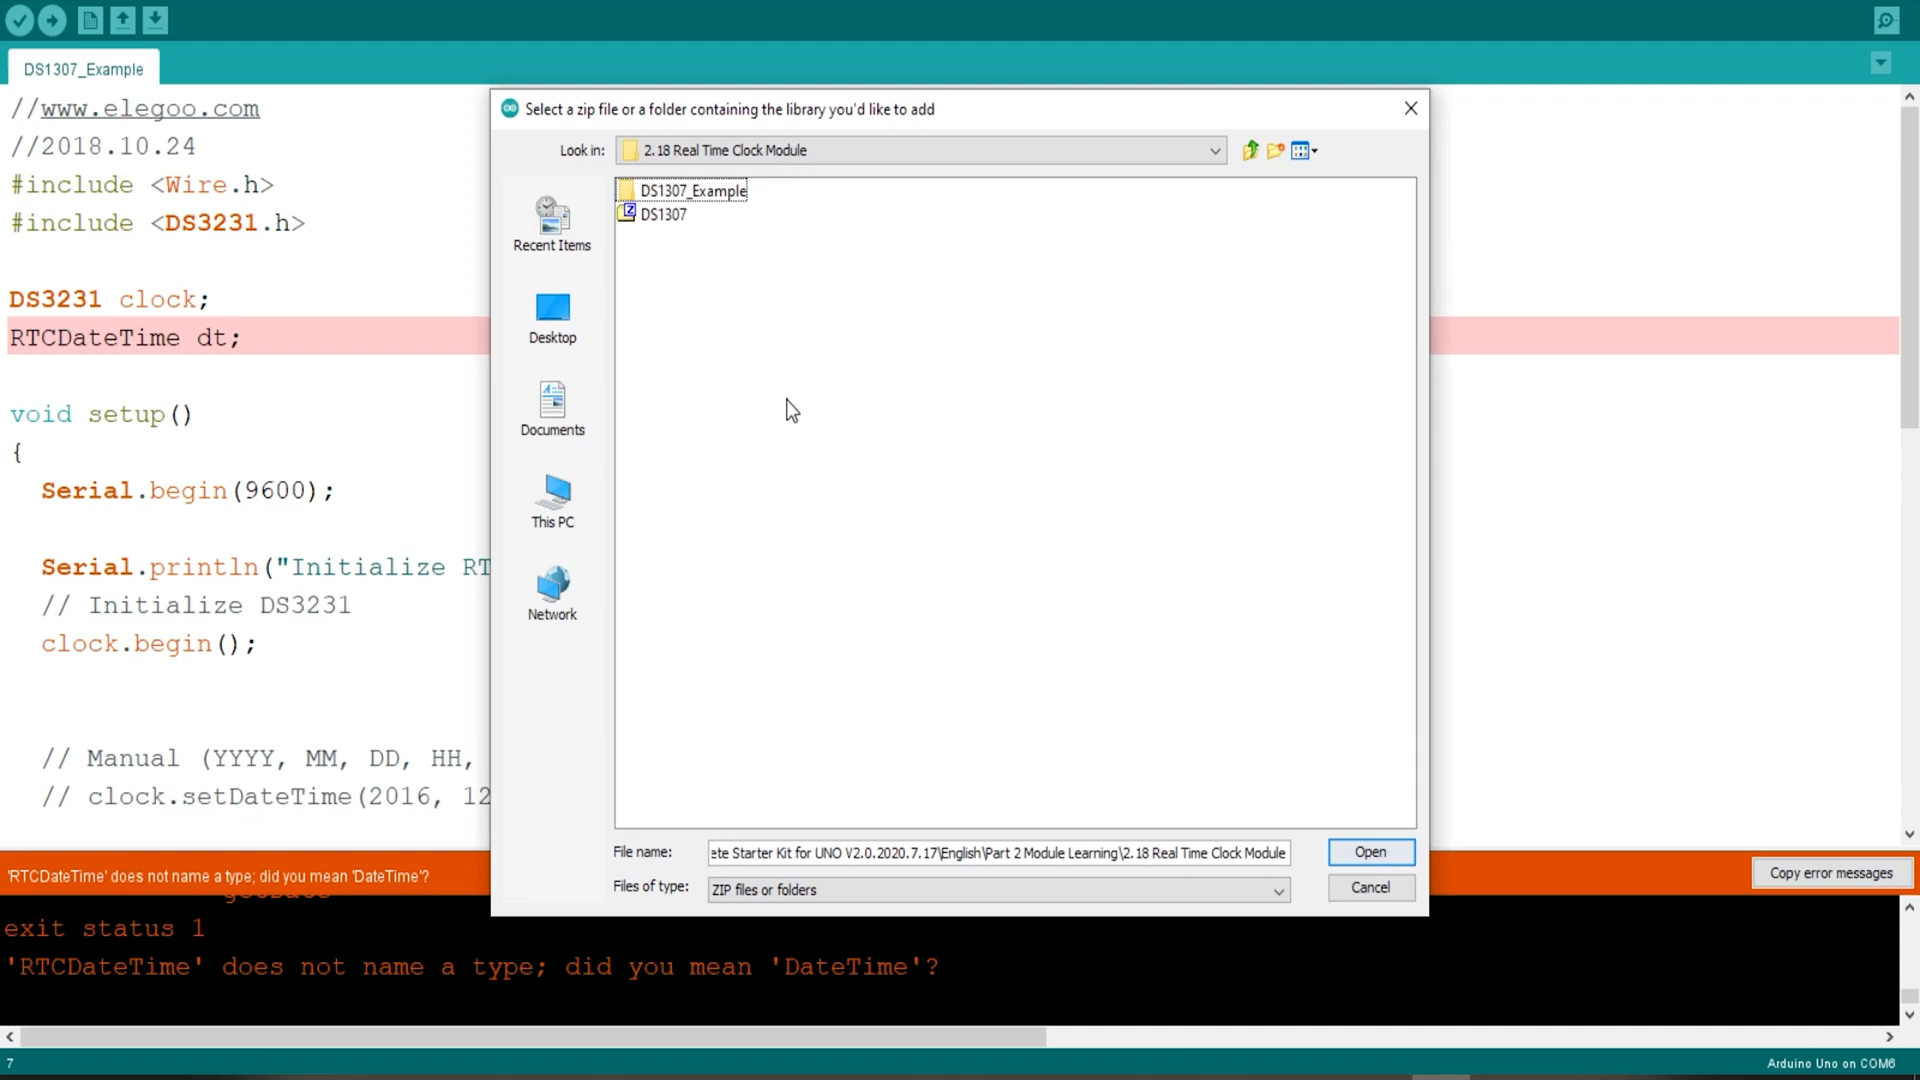 DS1307_Example
//www.elegoo.com
//2018.10.24
#include <Wire.h>
#include <DS3231.h>
DS3231 clock;
RTCDateTime dt;
void setup()
{
Serial.begin(9600);
Serial.println("Initialize RT
// Initialize DS3231
clock.begin();
// Manual (YYYY, MM, DD, HH,
// clock.setDateTime(2016, 12
Select a zip file or a folder containing the library you'd like to add
Look in:
2.18 Real Time Clock Module
DS1307_Example
DS1307
Recent Items
Desktop
Documents
This PC
Network
File name:
ete Starter Kit for UNO V2.0.2020.7.17\English\Part 2 Module Learning\2.18 Real Time Clock Module
Open
Files of type:
ZIP files or folders
Cancel
'RTCDateTime' does not name a type; did you mean 'DateTime'?
Copy error messages
exit status 1
'RTCDateTime' does not name a type; did you mean 'DateTime'?
7
Arduino Uno on COM6